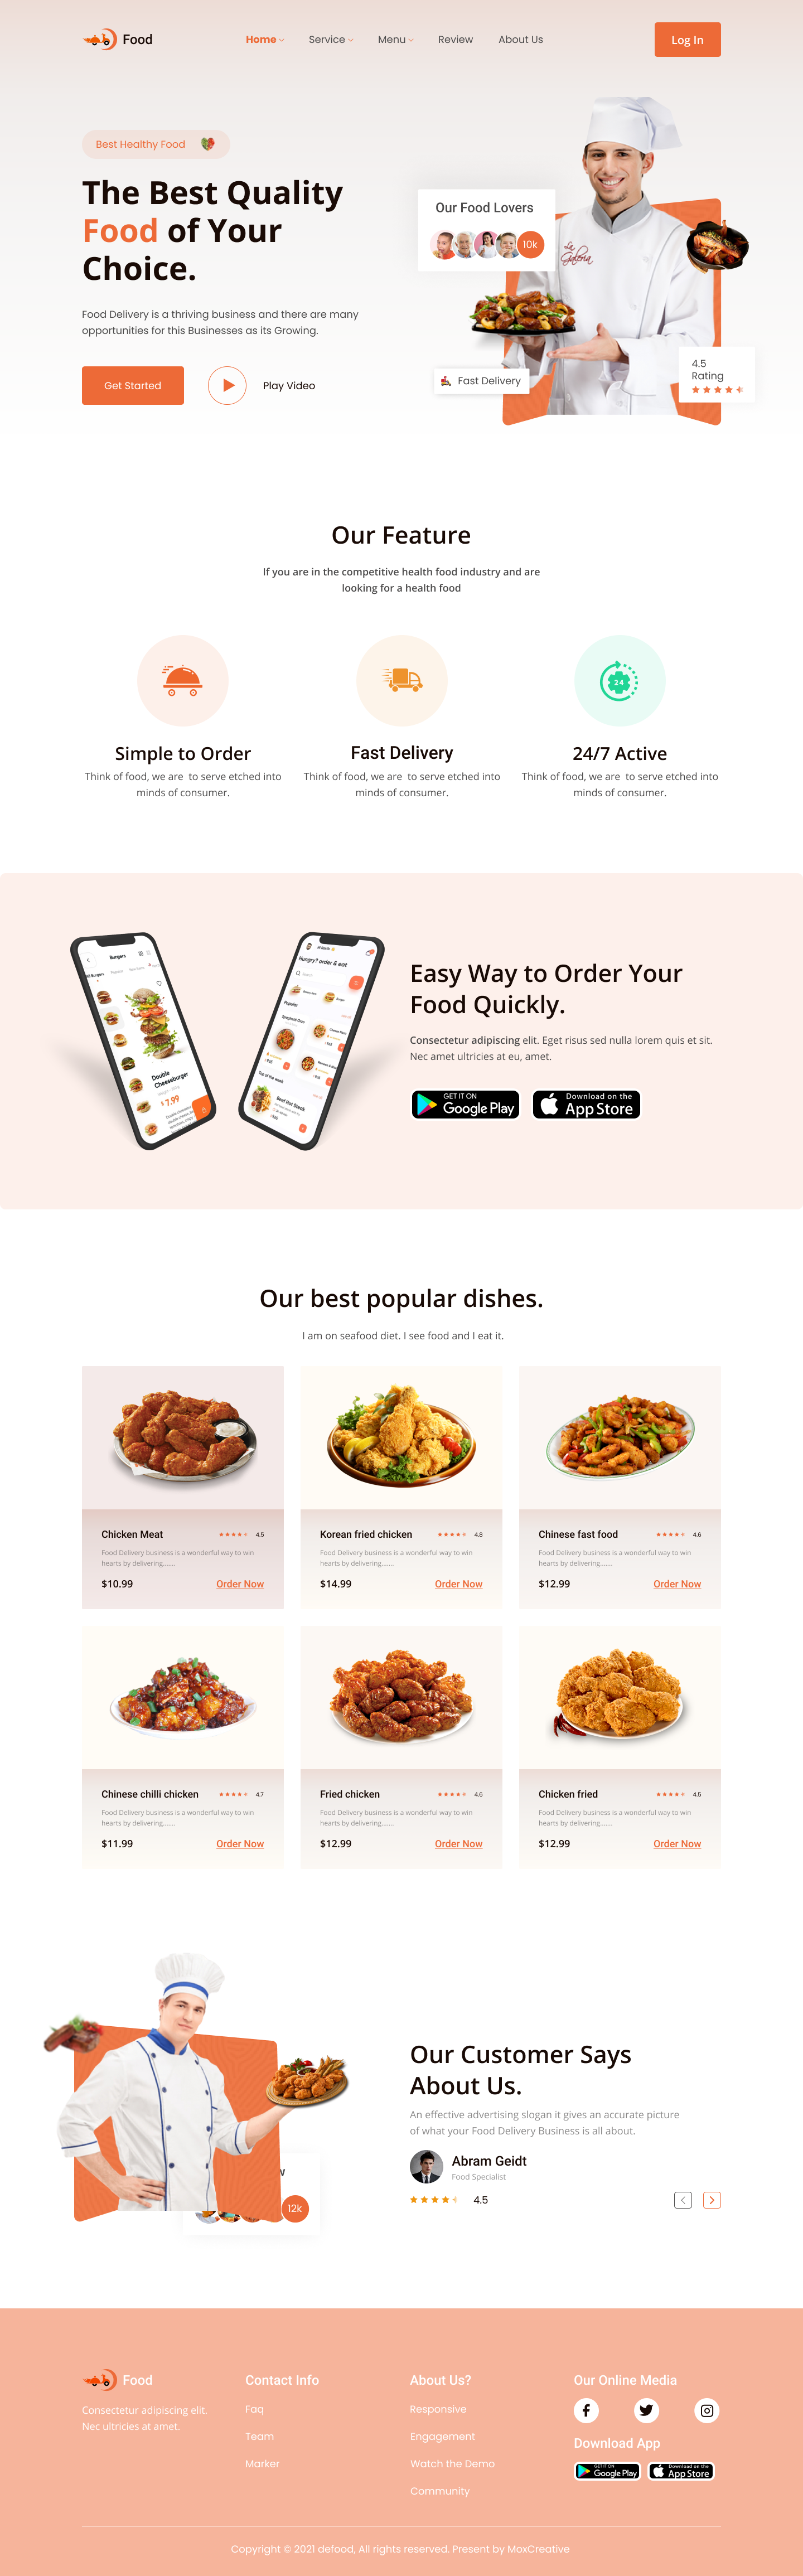 Food
Home
Service
Menu
Review
About Us
Log In
Best Healthy Food
The Best Quality
Food of Your
Choice.
Food Delivery is a thriving business and there are many
opportunities for this Businesses as its Growing.
Get Started
Play Video
Our Food Lovers
10k
La
Galeria
Fast Delivery
4.5
Rating
Our Feature
If you are in the competitive health food industry and are
looking for a health food
24
Simple to Order
Think of food, we are to serve etched into
minds of consumer.
Fast Delivery
Think of food, we are to serve etched into
minds of consumer.
24/7 Active
Think of food, we are to serve etched into
minds of consumer.
Burgers
Double
Cheeseburger
$7.99
Hungry? order & eat
Search
Popular
Top of the week
Beef Hot Steak
Easy Way to Order Your
Food Quickly.
Consectetur adipiscing elit. Eget risus sed nulla lorem quis et sit.
Nec amet ultricies at eu, amet.
GET IT ON
Google Play
Download on the
App Store
Our best popular dishes.
I am on seafood diet. I see food and I eat it.
Chicken Meat 4.5
Food Delivery business is a wonderful way to win
hearts by delivering.......
$10.99 Order Now
Korean fried chicken 4.8
Food Delivery business is a wonderful way to win
hearts by delivering.......
$14.99 Order Now
Chinese fast food 4.6
Food Delivery business is a wonderful way to win
hearts by delivering.......
$12.99 Order Now
Chinese chilli chicken 4.7
Food Delivery business is a wonderful way to win
hearts by delivering.......
$11.99 Order Now
Fried chicken 4.6
Food Delivery business is a wonderful way to win
hearts by delivering.......
$12.99 Order Now
Chicken fried 4.5
Food Delivery business is a wonderful way to win
hearts by delivering.......
$12.99 Order Now
12k
Our Customer Says
About Us.
An effective advertising slogan it gives an accurate picture
of what your Food Delivery Business is all about.
Abram Geidt
Food Specialist
4.5
Food
Consectetur adipiscing elit.
Nec ultricies at amet.
Contact Info
Faq
Team
Marker
About Us?
Responsive
Engagement
Watch the Demo
Community
Our Online Media
Download App
GET IT ON
Google Play
Download on the
App Store
Copyright © 2021 defood, All rights reserved. Present by MoxCreative